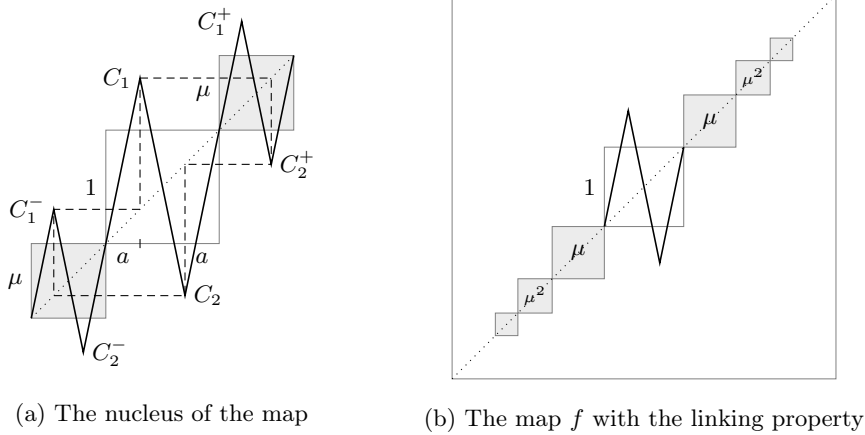 C₁⁺
C₁
μ
C₂⁺
1
C₁⁻
a
a
μ
C₂
C₂⁻
(a) The nucleus of the map
μ²
μ
1
μ
μ²
(b) The map f with the linking property